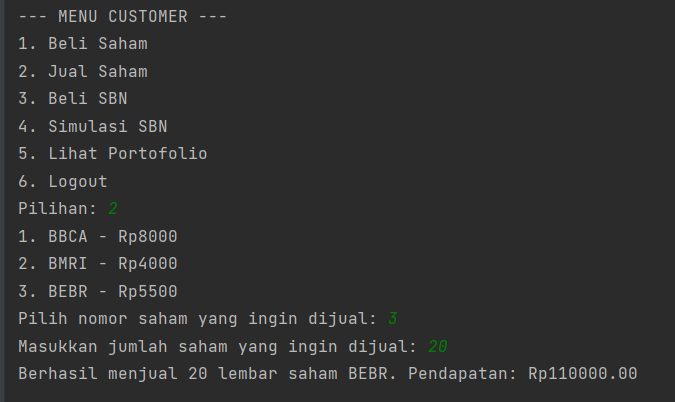 --- MENU CUSTOMER ---
1. Beli Saham
2. Jual Saham
3. Beli SBN
4. Simulasi SBN
5. Lihat Portofolio
6. Logout
Pilihan: 2
1. BBCA - Rp8000
2. BMRI - Rp4000
3. BEBR - Rp5500
Pilih nomor saham yang ingin dijual: 3
Masukkan jumlah saham yang ingin dijual: 20
Berhasil menjual 20 lembar saham BEBR. Pendapatan: Rp110000.00